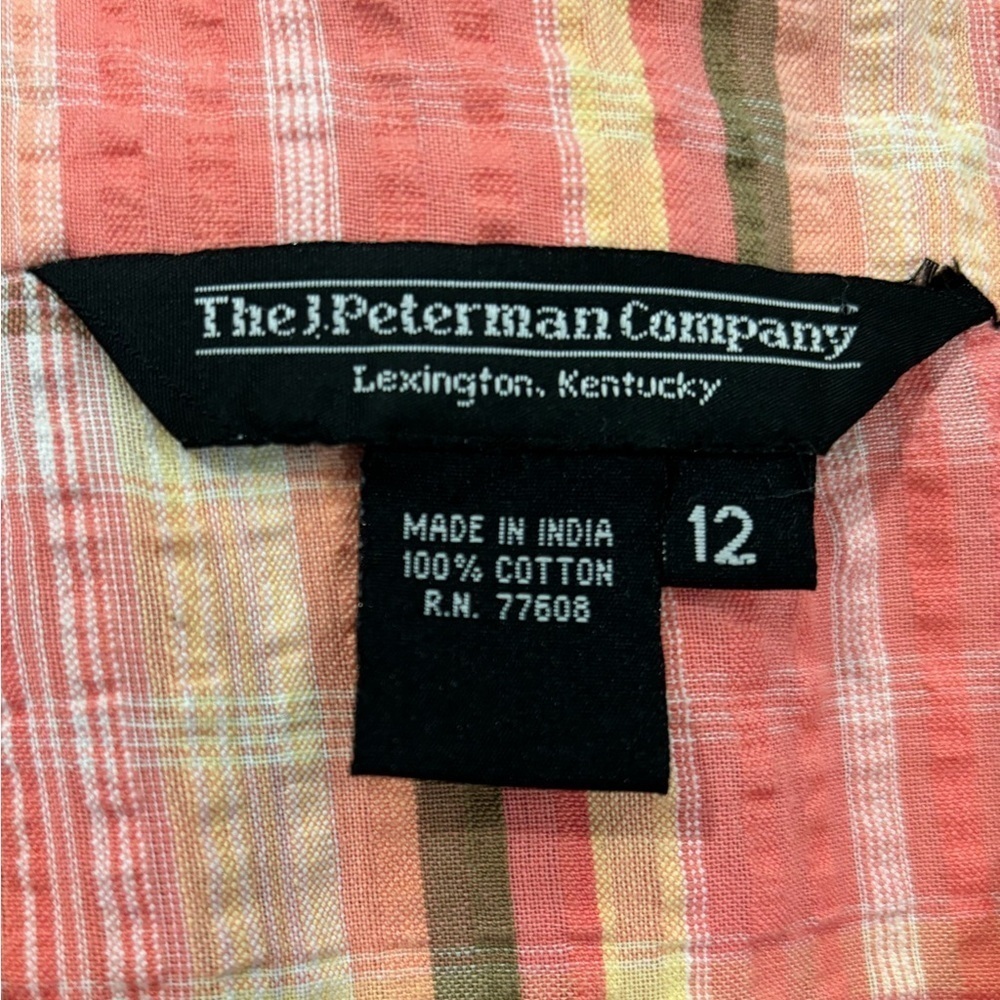 The J. Peterman Company
Lexington, Kentucky
MADE IN INDIA
100% COTTON
R.N. 77608
12